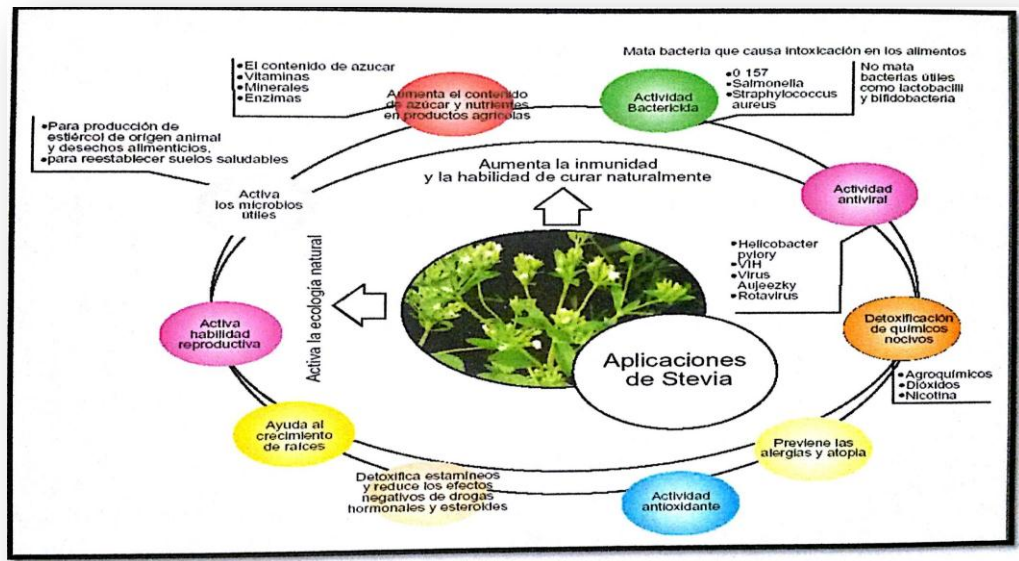 •El contenido de azucar
•Vitaminas
•Minerales
•Enzimas
Aumenta el contenido
de azúcar y nutrientes
en productos agrícolas
Mata bacteria que causa intoxicación en los alimentos
Actividad
Bactericida
•0 157
•Salmonella
•Straphylococcus
aureus
No mata
bacterias útiles
como lactobacilli
y bifidobacteria
•Para producción de
estiércol de orígen animal
y desechos alimenticios,
•para reestablecer suelos saludables
Activa
los microbios
útiles
Aumenta la inmunidad
y la habilidad de curar naturalmente
Actividad
antiviral
•Helicobacter
pylory
•VIH
•Virus
Aujeezky
•Rotavirus
Activa la ecología natural
Activa
habilidad
reproductiva
Aplicaciones
de Stevia
Detoxificación
de químicos
nocivos
•Agroquímicos
•Dióxidos
•Nicotina
Ayuda al
crecimiento
de raíces
Previene las
alergias y atopia
Detoxifica estamíneos
y reduce los efectos
negativos de drogas
hormonales y esteroides
Actividad
antioxidante